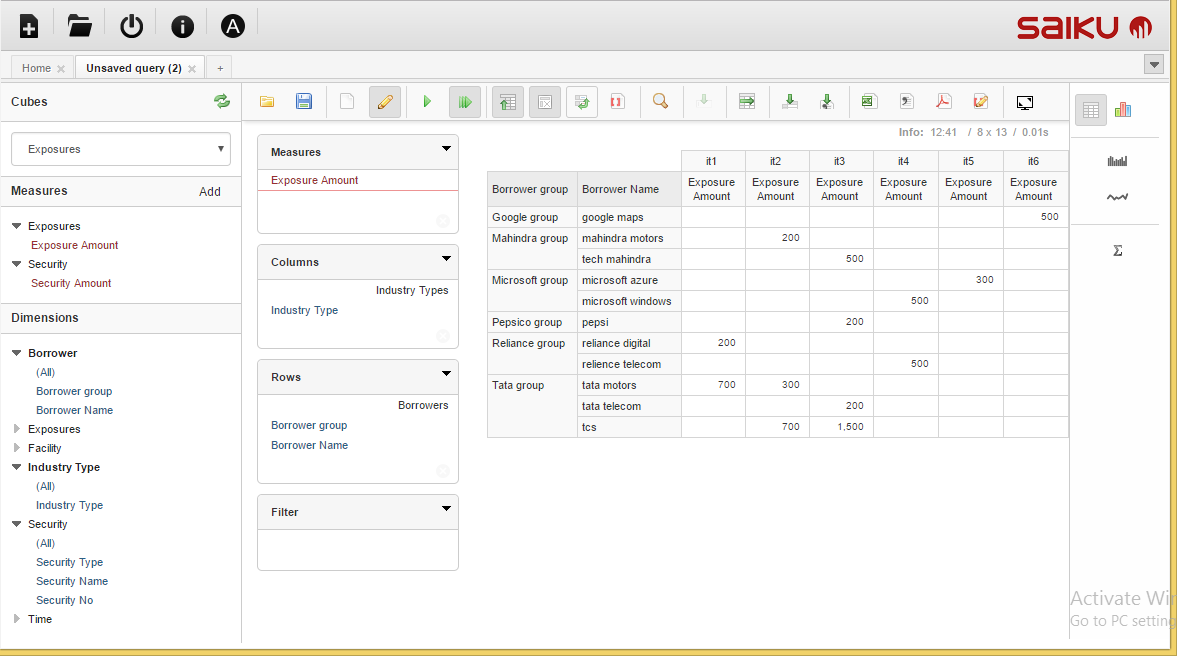 SAIKU
Home
Unsaved query (2)
+
Cubes
Exposures
Measures Add
Exposures
Exposure Amount
Security
Security Amount
Dimensions
Borrower
(All)
Borrower group
Borrower Name
Exposures
Facility
Industry Type
(All)
Industry Type
Security
(All)
Security Type
Security Name
Security No
Time
Measures
Exposure Amount
Columns
Industry Types
Industry Type
Rows
Borrowers
Borrower group
Borrower Name
Filter
Info: 12:41 / 8 x 13 / 0.01s
it1 it2 it3 it4 it5 it6
Borrower group Borrower Name Exposure Amount Exposure Amount Exposure Amount Exposure Amount Exposure Amount Exposure Amount
Google group google maps 500
Mahindra group mahindra motors 200
tech mahindra 500
Microsoft group microsoft azure 300
microsoft windows 500
Pepsico group pepsi 200
Reliance group reliance digital 200
relience telecom 500
Tata group tata motors 700 300
tata telecom 200
tcs 700 1,500
Σ
Activate Win
Go to PC setting